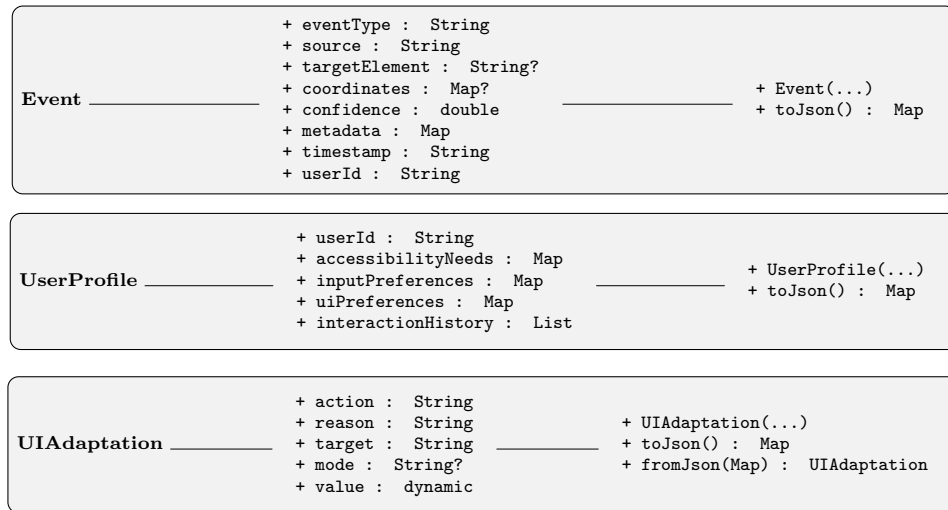 Event
+ eventType : String
+ source : String
+ targetElement : String?
+ coordinates : Map?
+ confidence : double
+ metadata : Map
+ timestamp : String
+ userId : String
+ Event(...)
+ toJson() : Map
UserProfile
+ userId : String
+ accessibilityNeeds : Map
+ inputPreferences : Map
+ uiPreferences : Map
+ interactionHistory : List
+ UserProfile(...)
+ toJson() : Map
UIAdaptation
+ action : String
+ reason : String
+ target : String
+ mode : String?
+ value : dynamic
+ UIAdaptation(...)
+ toJson() : Map
+ fromJson(Map) : UIAdaptation